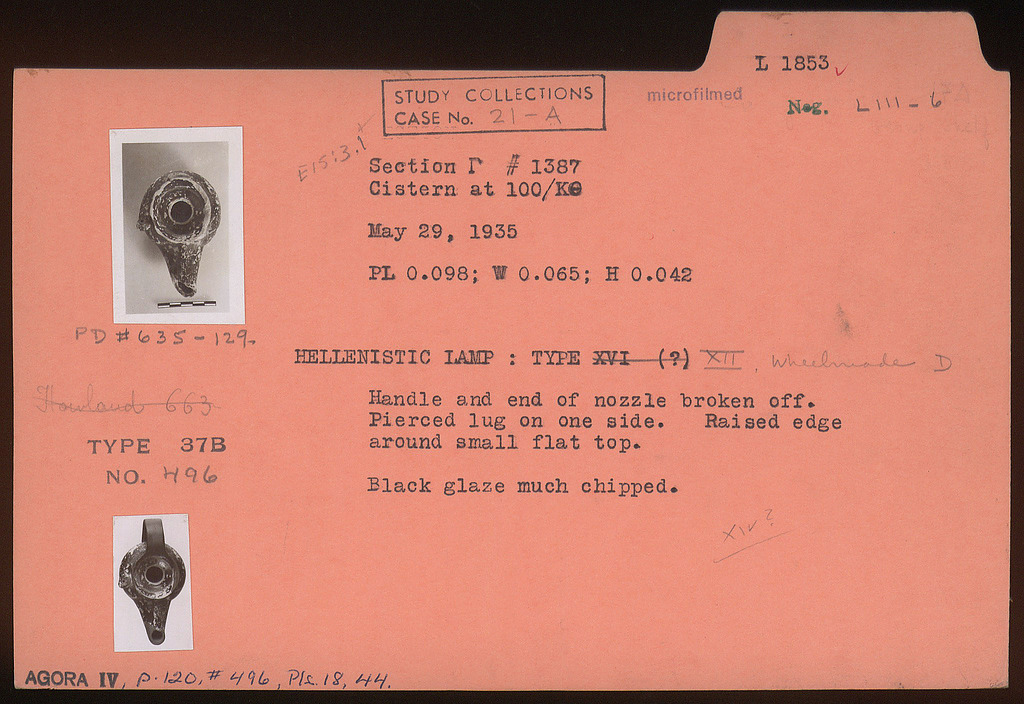 L 1853 ✓
microfilmed
Neg. L III - 6
STUDY COLLECTIONS
CASE No. 21-A
E15:3.1
Section Γ # 1387
Cistern at 100/ΚΘ
May 29, 1935
PL 0.098; W 0.065; H 0.042
PD # 635 - 129.
HELLENISTIC LAMP : TYPE XVI (?) XII, Wheelmade D
Howland 663
Handle and end of nozzle broken off.
Pierced lug on one side. Raised edge
around small flat top.
TYPE 37B
NO. 496
Black glaze much chipped.
XIV?
AGORA IV, p. 120, # 496, Pls. 18, 44.